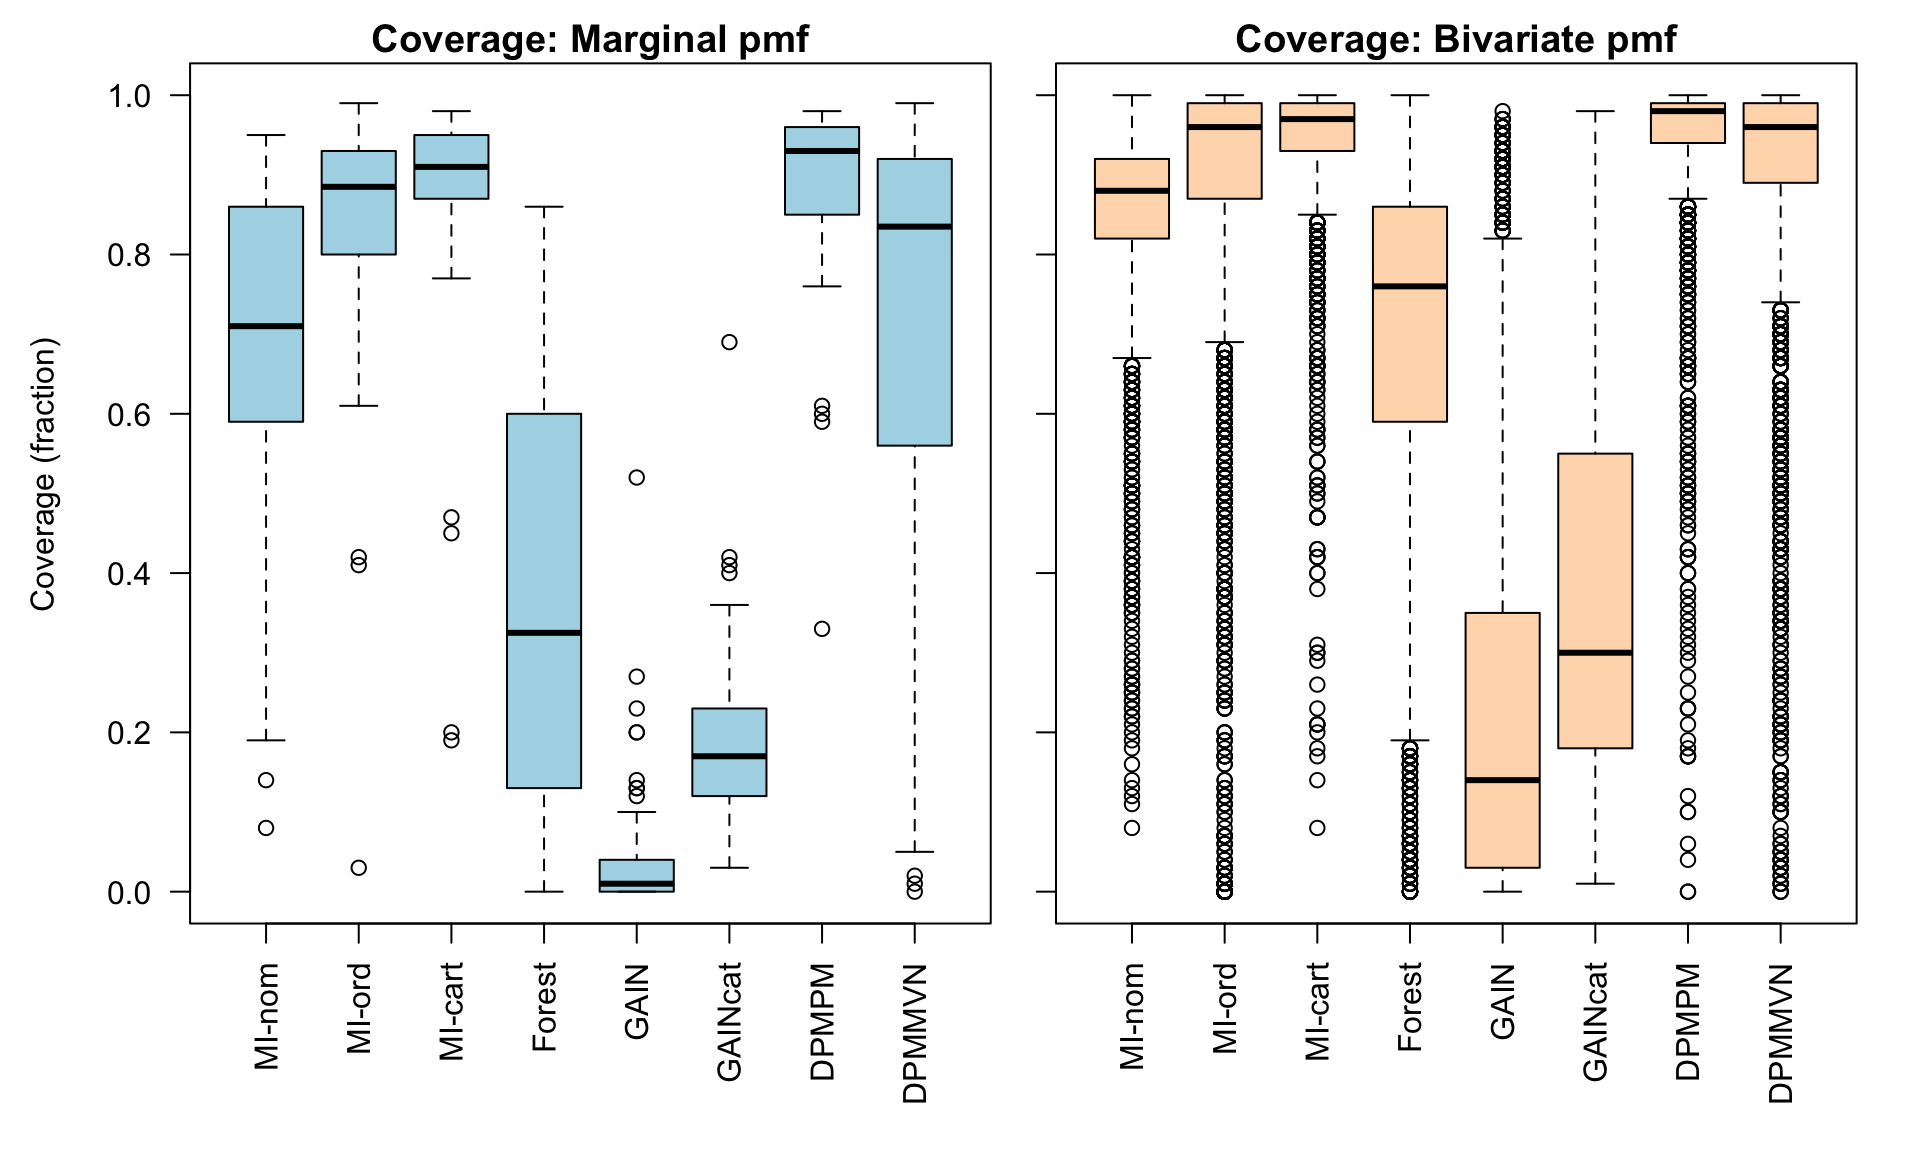 Coverage: Marginal pmf
Coverage: Bivariate pmf
Coverage (fraction)
1.0
0.8
0.6
0.4
0.2
0.0
MI-nom
MI-ord
MI-cart
Forest
GAIN
GAINcat
DPMPM
DPMMVN
MI-nom
MI-ord
MI-cart
Forest
GAIN
GAINcat
DPMPM
DPMMVN